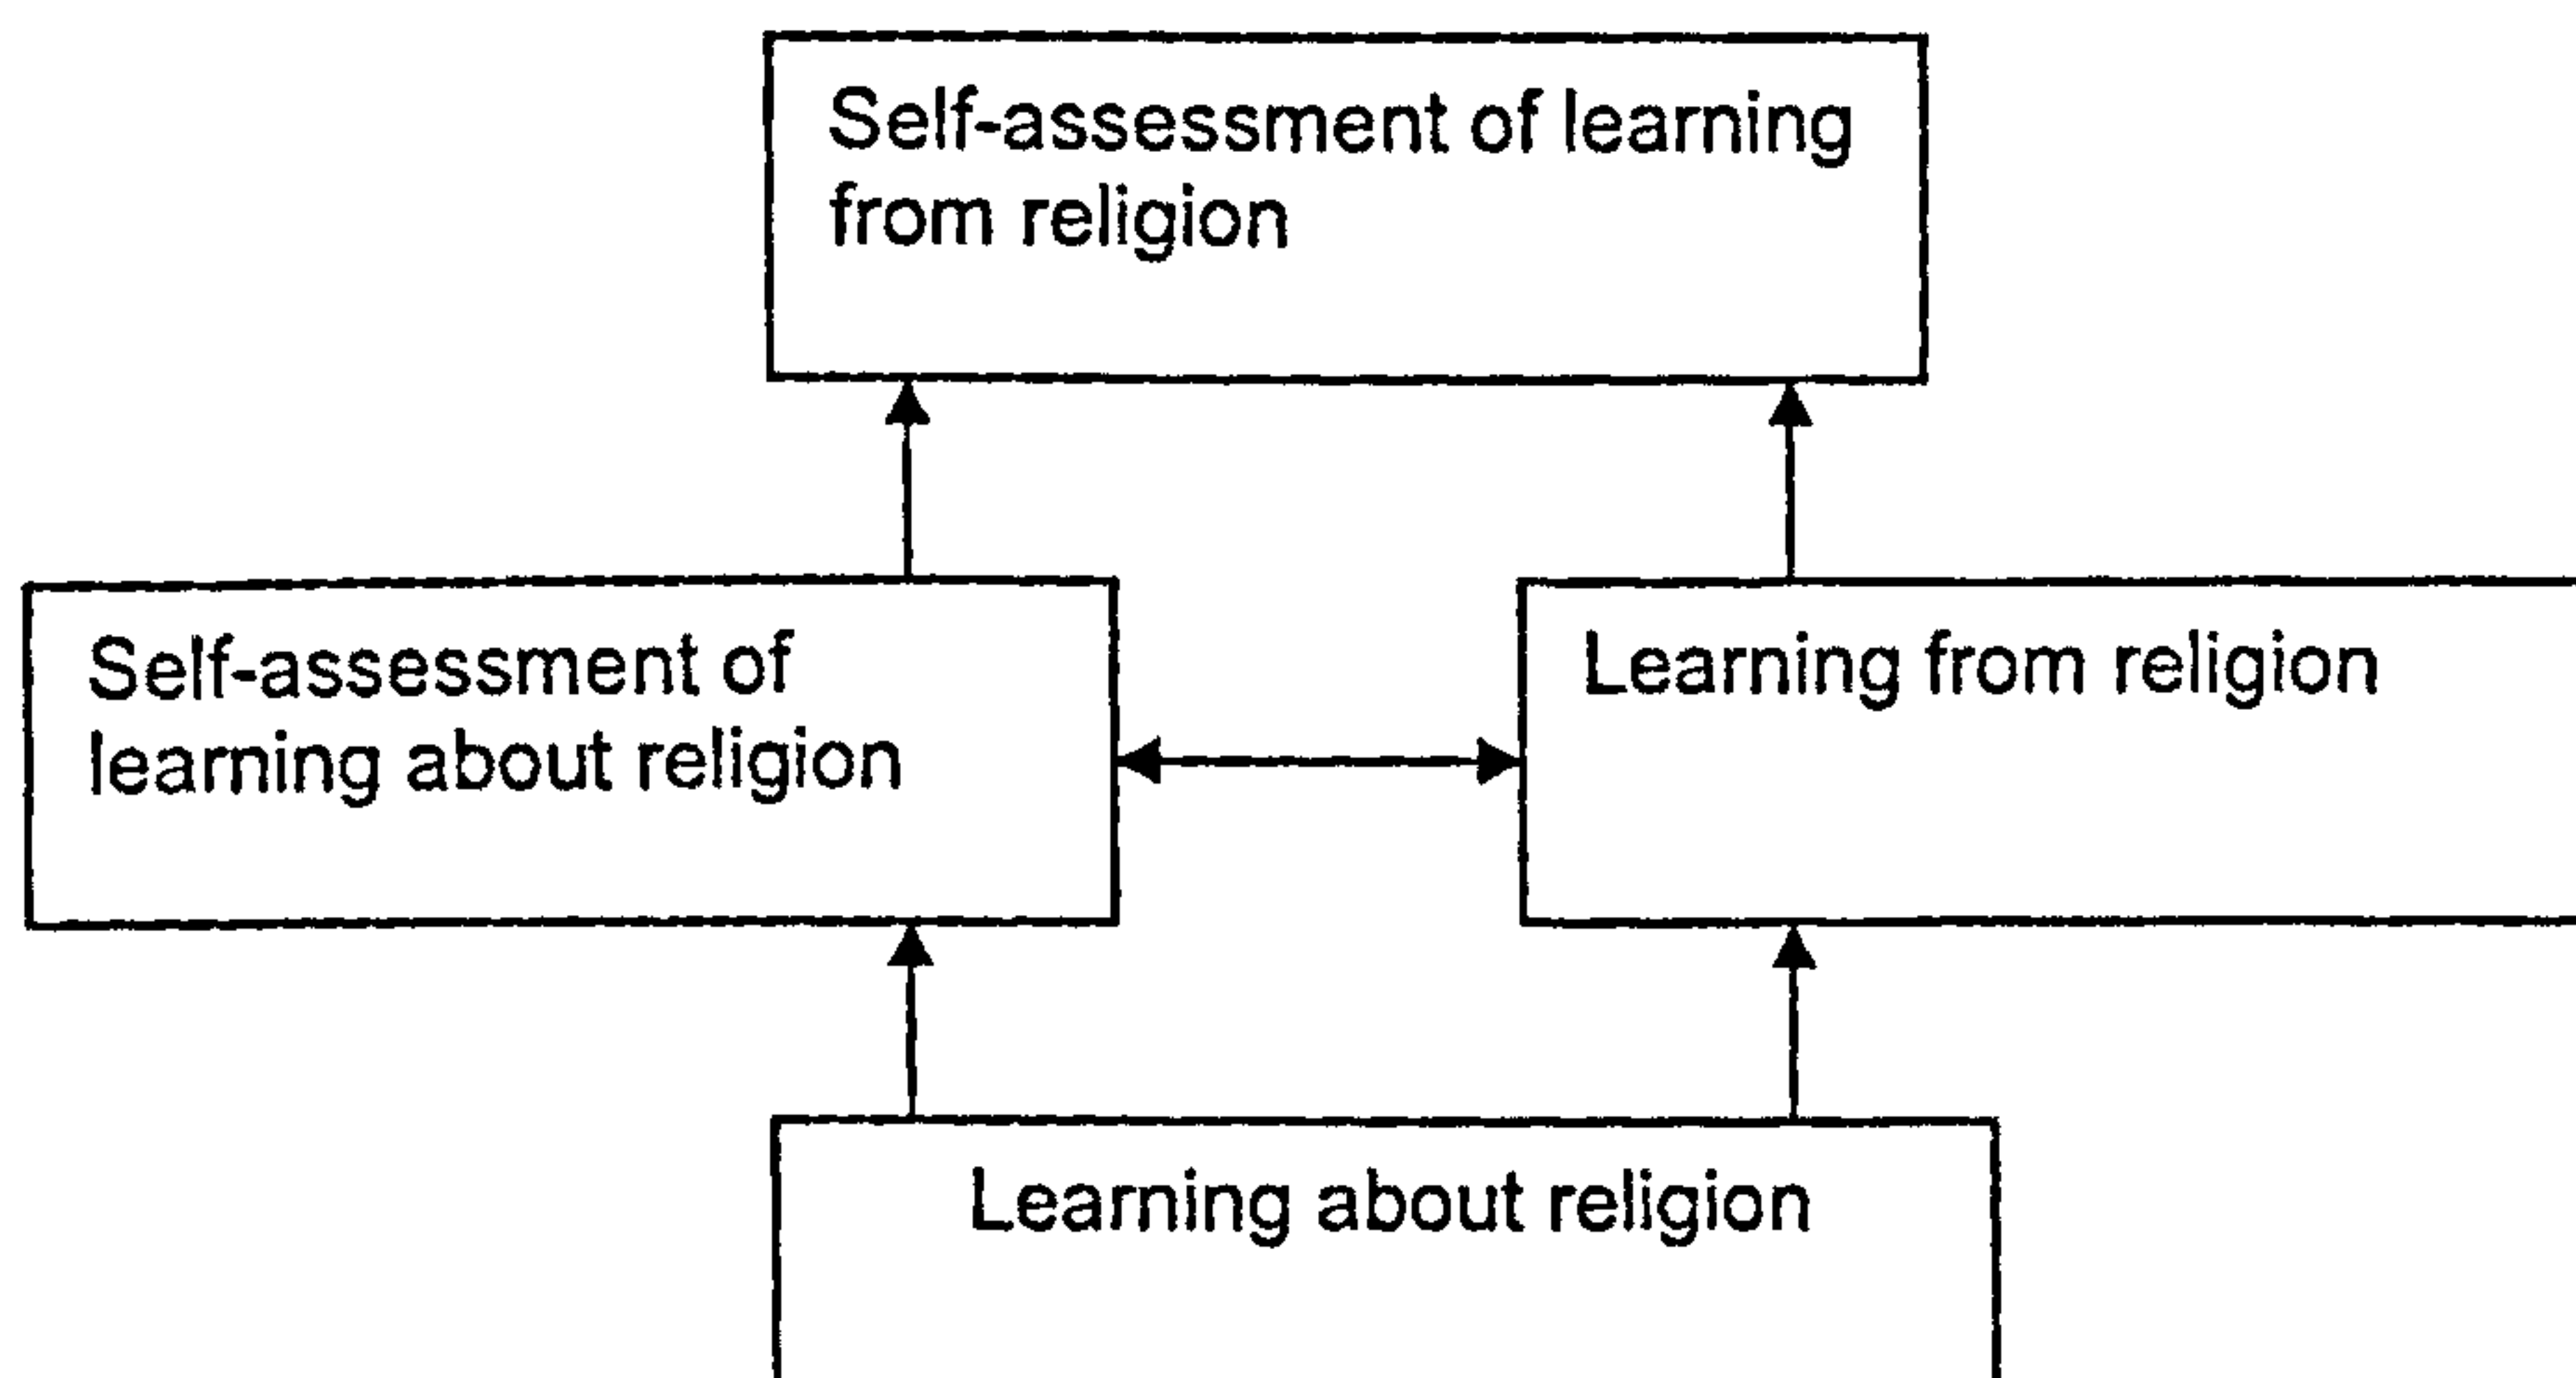 Self-assessment of learning
from religion
Self-assessment of
learning about religion
Learning from religion
Learning about religion